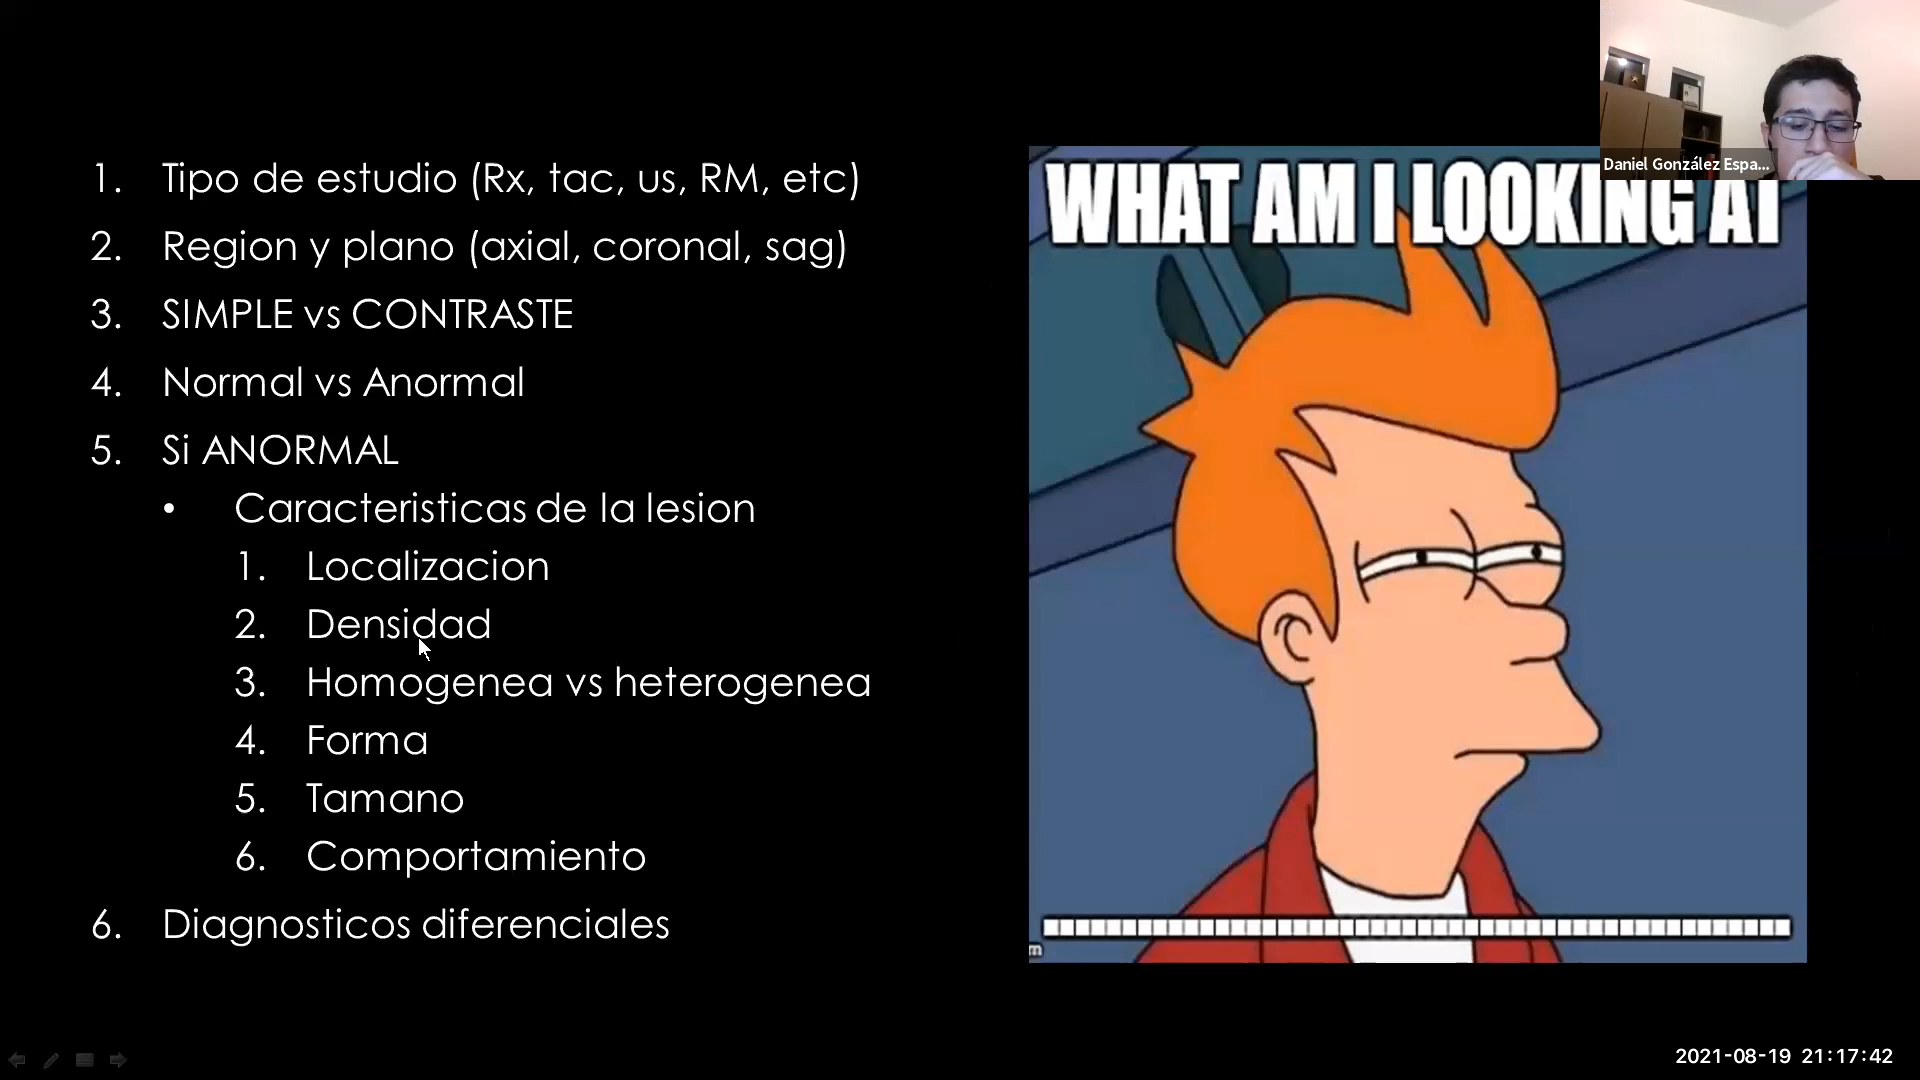 1. Tipo de estudio (Rx, tac, us, RM, etc)
2. Region y plano (axial, coronal, sag)
3. SIMPLE vs CONTRASTE
4. Normal vs Anormal
5. Si ANORMAL
• Caracteristicas de la lesion
1. Localizacion
2. Densidad
3. Homogenea vs heterogenea
4. Forma
5. Tamano
6. Comportamiento
6. Diagnosticos diferenciales
WHAT AM I LOOKING AT
Daniel González Espa...
m
2021-08-19 21:17:42